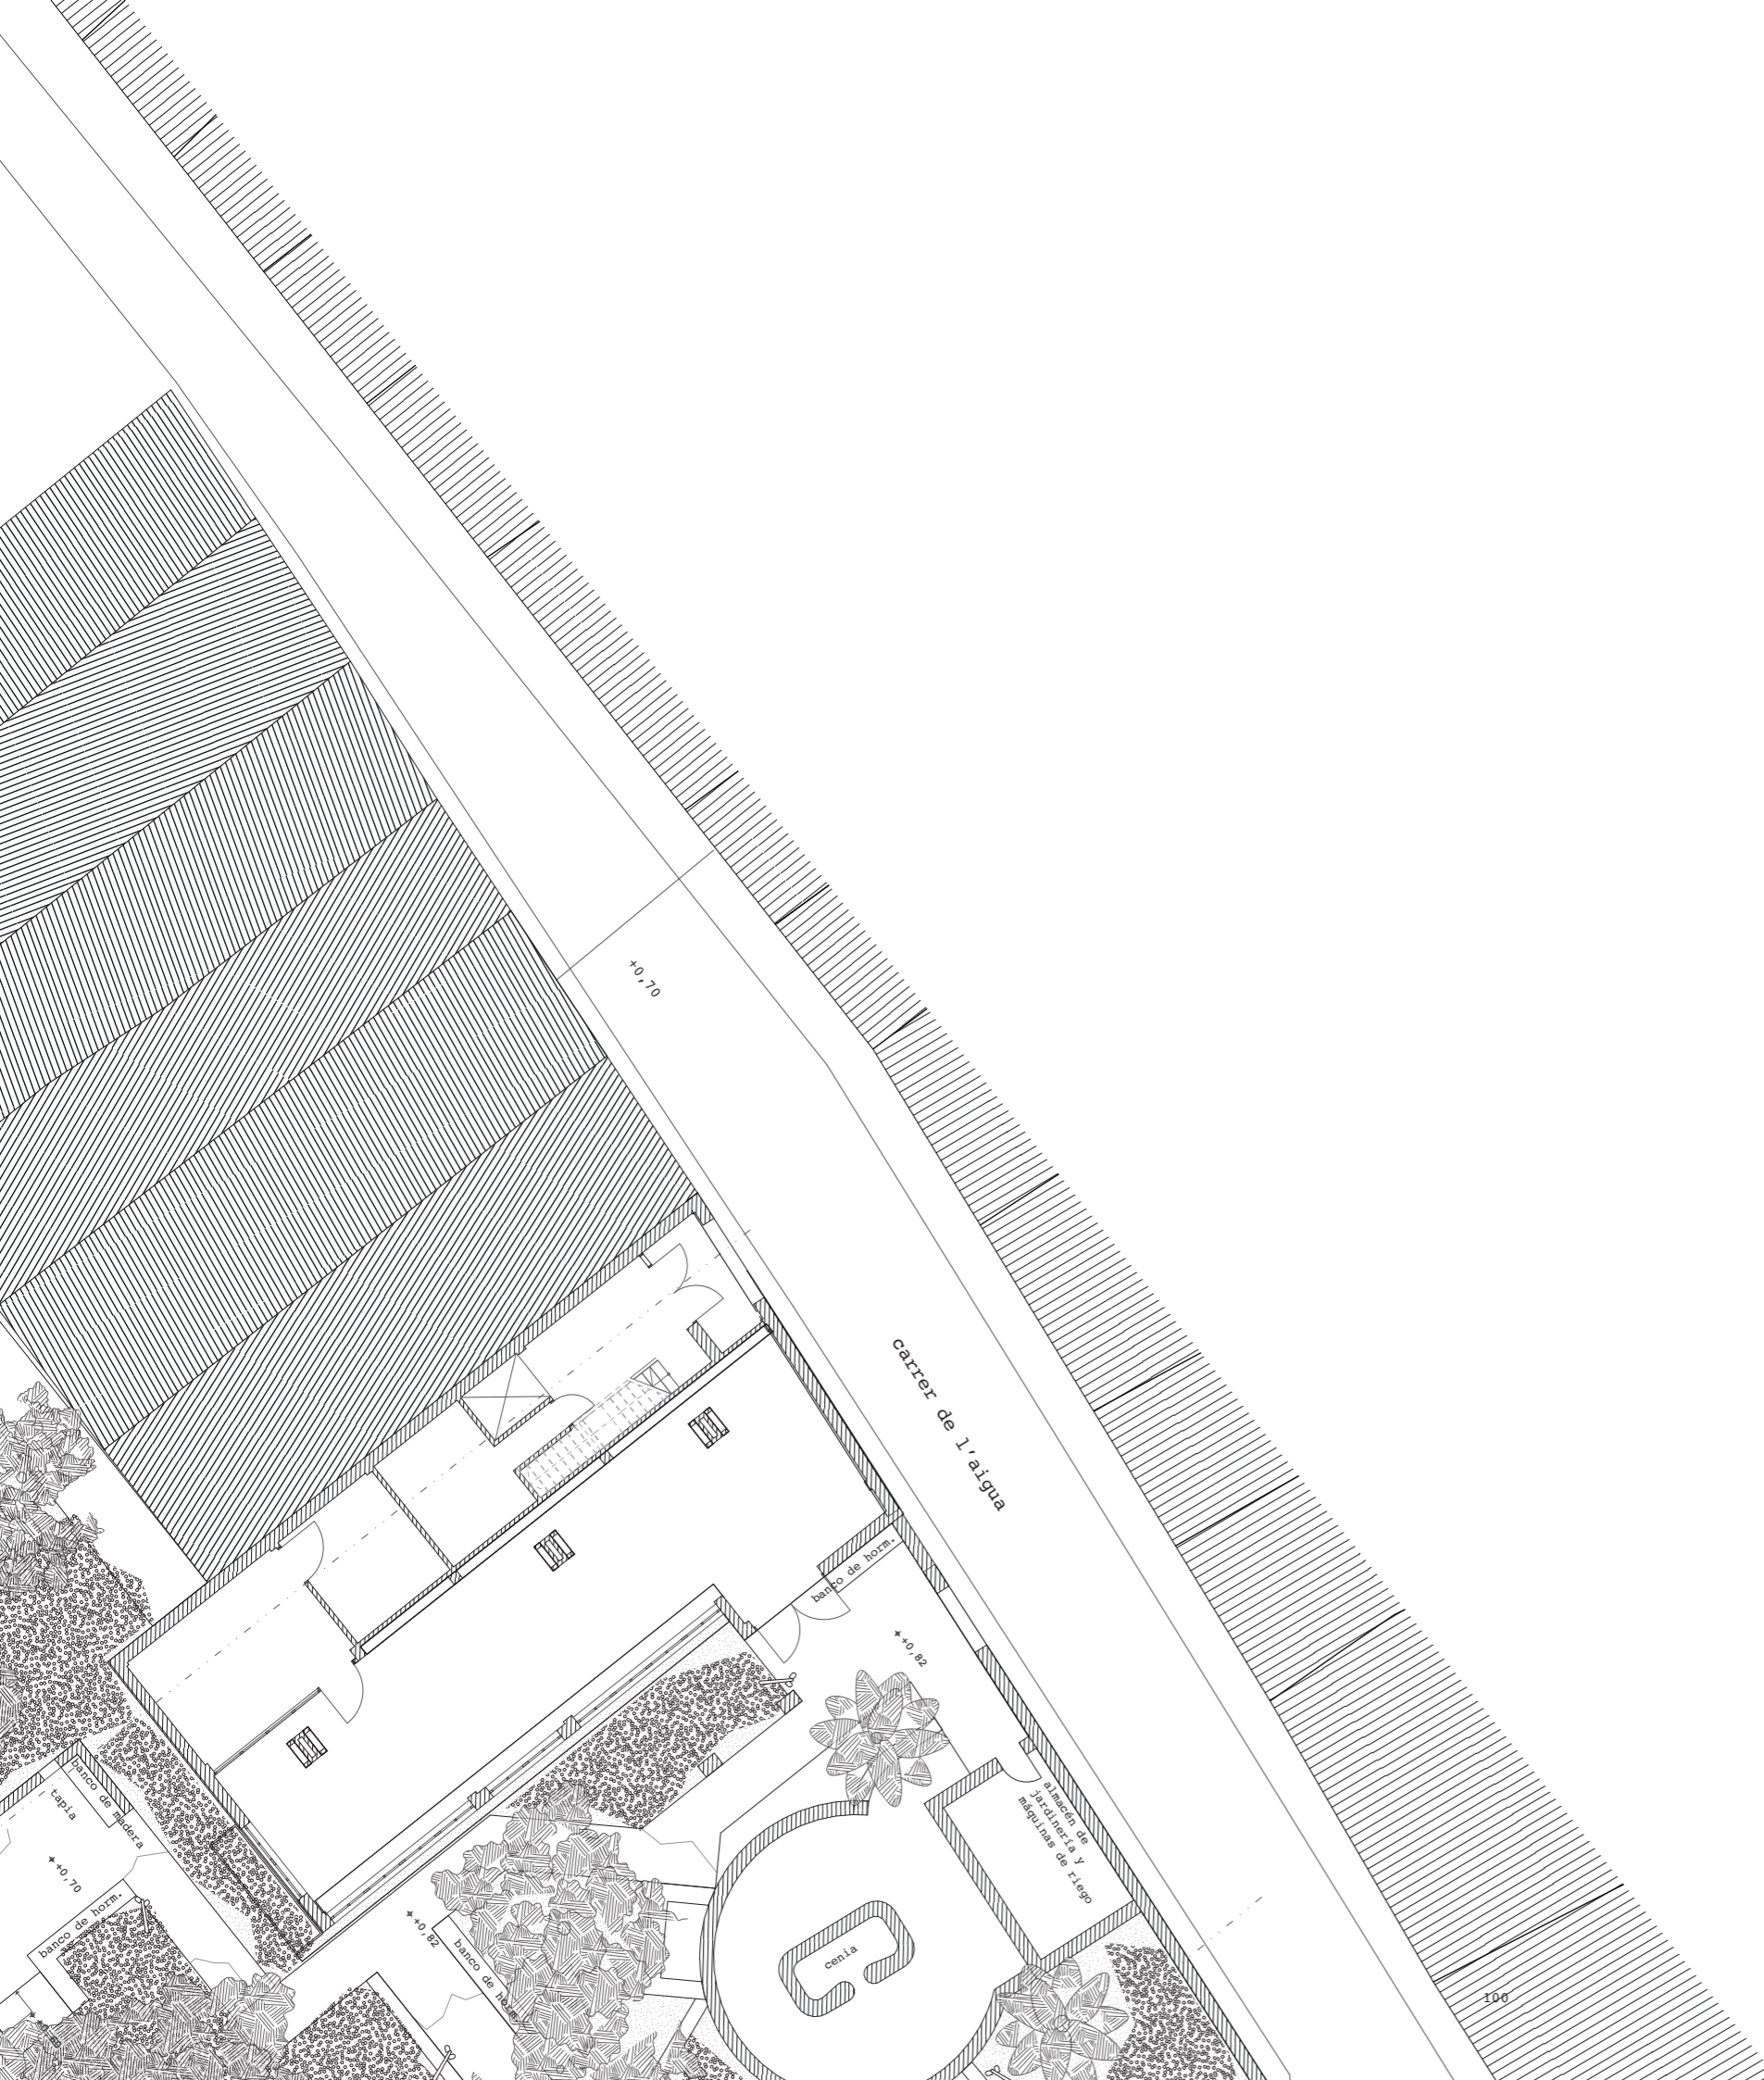 +0,70
carrer de l'aigua
banco de horm.
+0,82
almacén de
jardinería y
máquinas de riego
banco de madera
tapia
+0,70
banco de horm.
+0,82
banco de horm.
cenia
100